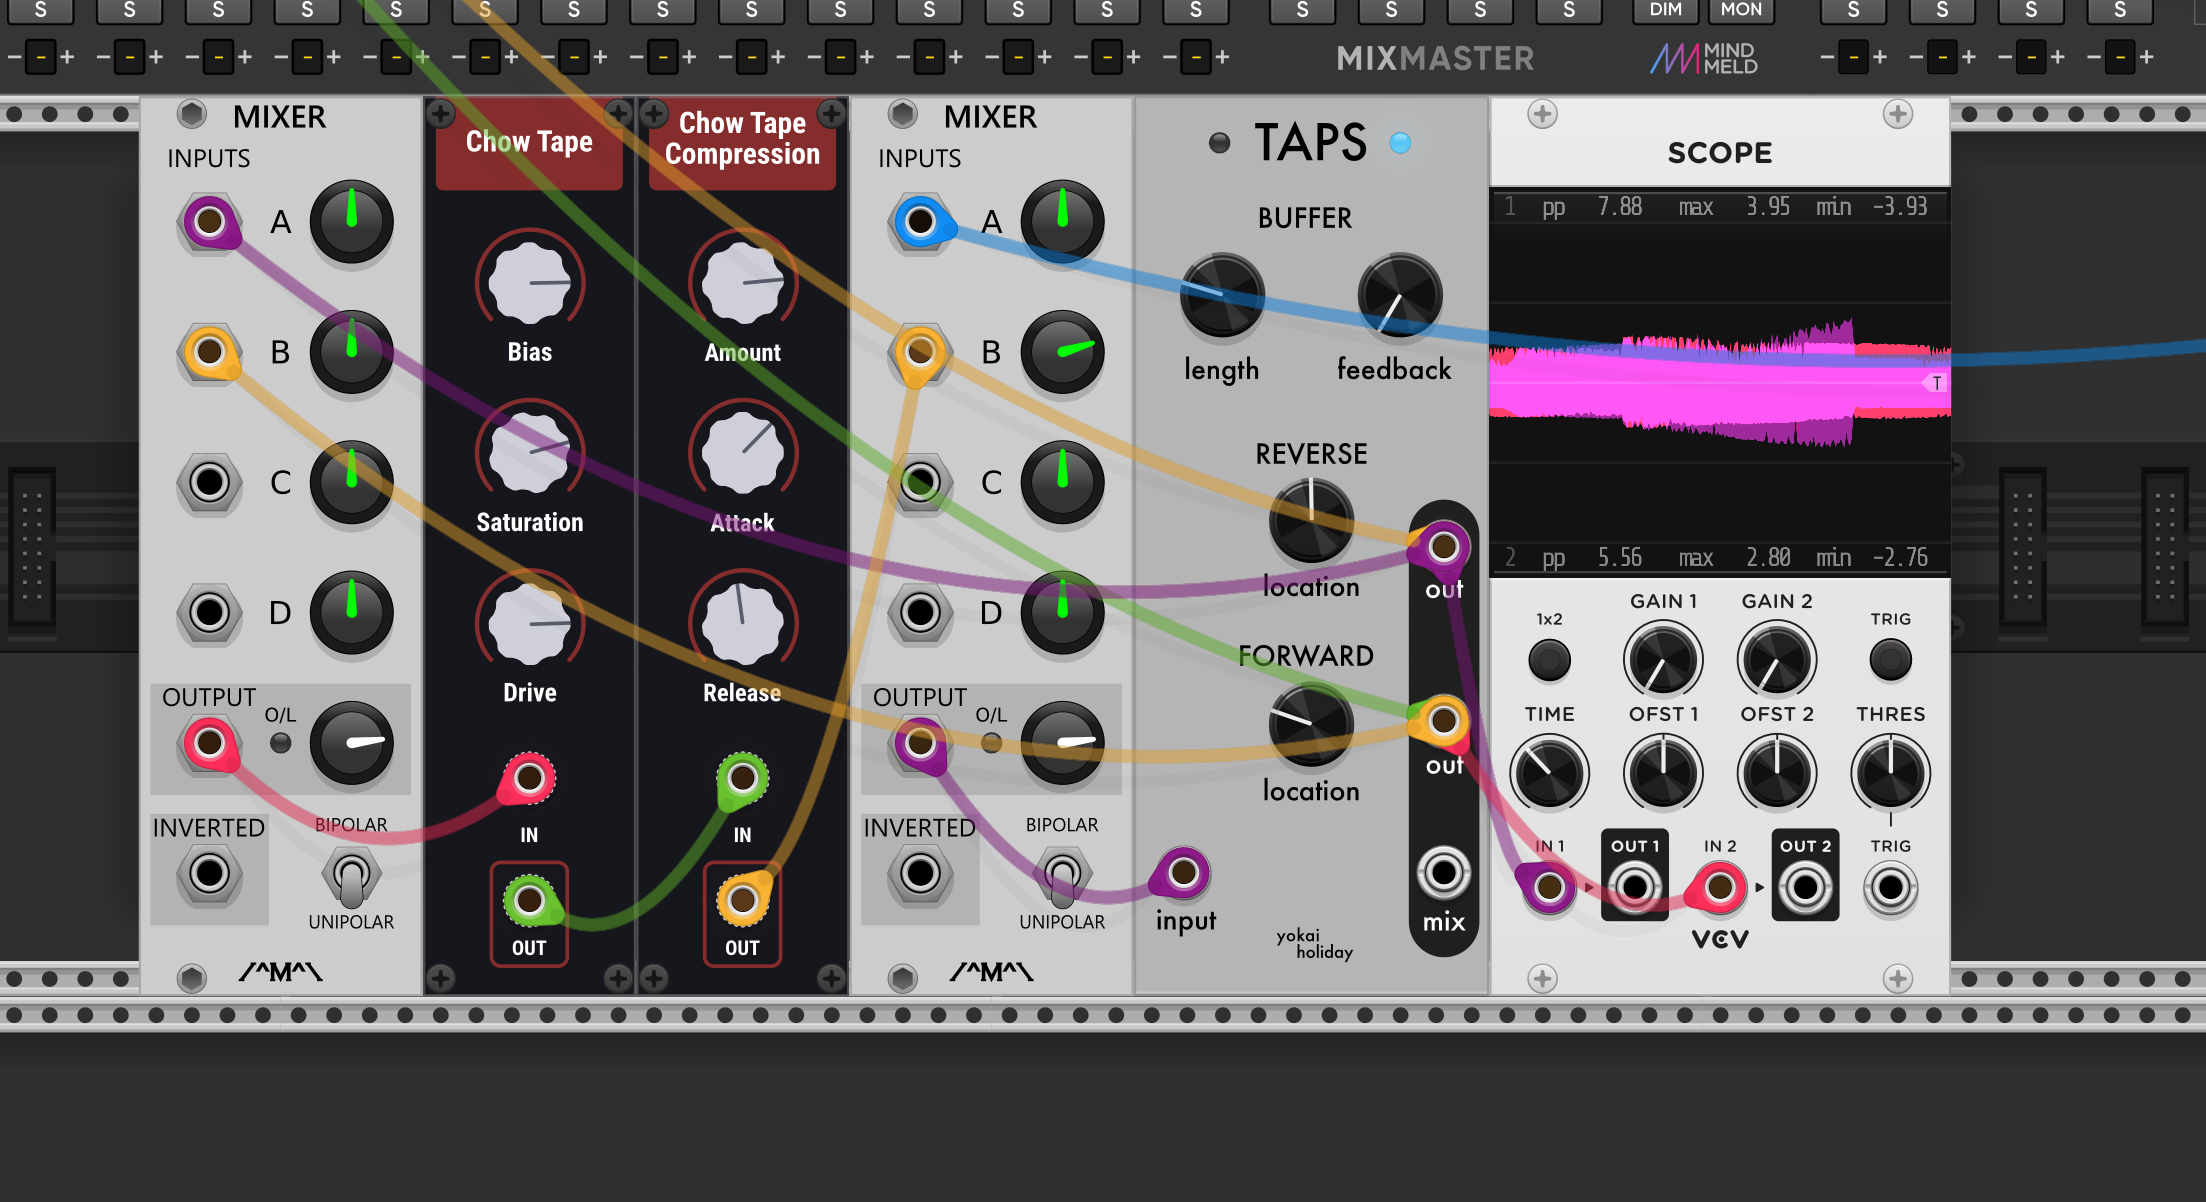 S S S S S S S S S S S S S S S S S S DIM MON S S S S
- - + - - + - - + - - + - - + - - + - - + - - + - - + - - + - - + - - + - - + - - + MIXMASTER MIND MELD - - + - - + - - + - - +
MIXER
INPUTS
A
B
C
D
OUTPUT
O/L
INVERTED
BIPOLAR
UNIPOLAR
/^M^\
Chow Tape
Bias
Saturation
Drive
IN
OUT
Chow Tape
Compression
Amount
Attack
Release
IN
OUT
MIXER
INPUTS
A
B
C
D
OUTPUT
O/L
INVERTED
BIPOLAR
UNIPOLAR
/^M^\
TAPS
BUFFER
length feedback
REVERSE
location
out
FORWARD
location
out
input
mix
yokai
holiday
SCOPE
1 pp 7.88 max 3.95 min -3.93
T
2 pp 5.56 max 2.80 min -2.76
1x2 GAIN 1 GAIN 2 TRIG
TIME OFST 1 OFST 2 THRES
IN 1 OUT 1 IN 2 OUT 2 TRIG
VCV